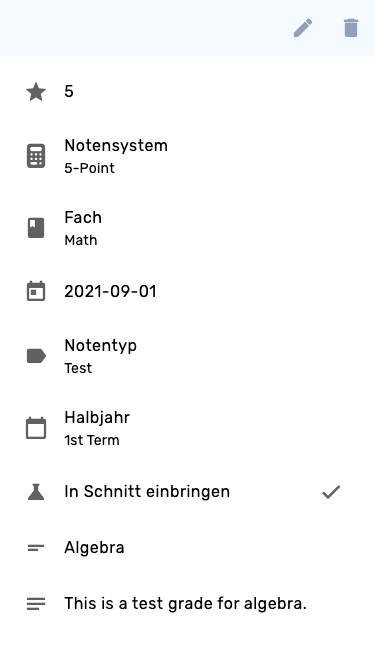 5
Notensystem
5-Point
Fach
Math
2021-09-01
Notentyp
Test
Halbjahr
1st Term
In Schnitt einbringen
Algebra
This is a test grade for algebra.